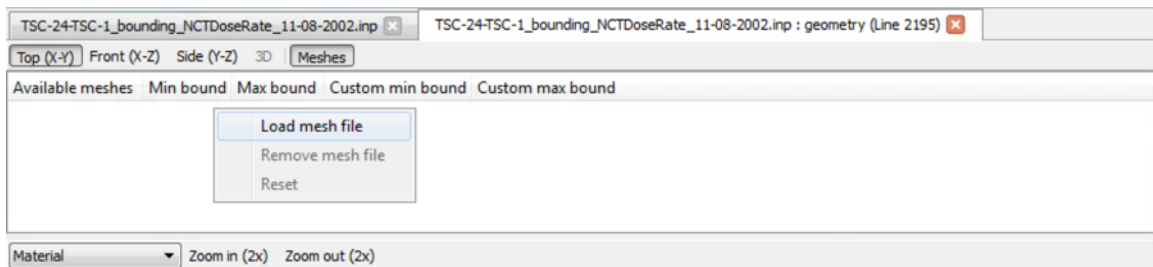 TSC-24-TSC-1_bounding_NCTDoseRate_11-08-2002.inp TSC-24-TSC-1_bounding_NCTDoseRate_11-08-2002.inp : geometry (Line 2195)
Top (X-Y) Front (X-Z) Side (Y-Z) 3D Meshes
Available meshes Min bound Max bound Custom min bound Custom max bound
Load mesh file
Remove mesh file
Reset
Material Zoom in (2x) Zoom out (2x)